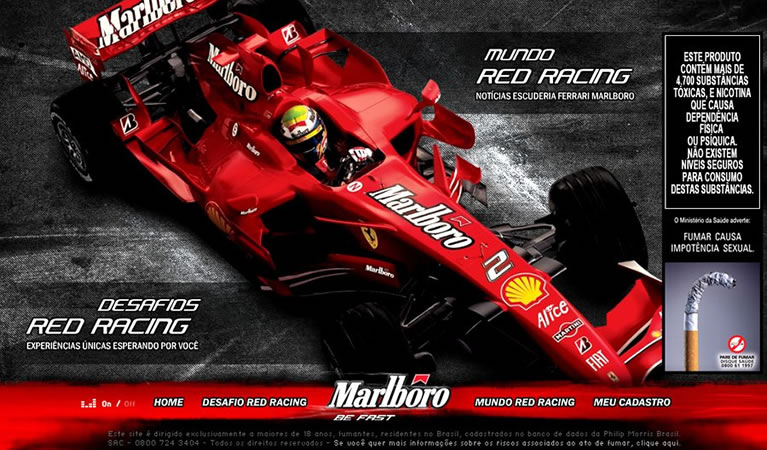 Marlboro
Alice
Marlboro
MUNDO
RED RACING
NOTÍCIAS ESCUDERIA FERRARI MARLBORO
ESTE PRODUTO
CONTÉM MAIS DE
4.700 SUBSTÂNCIAS
TÓXICAS, E NICOTINA
QUE CAUSA
DEPENDÊNCIA
FÍSICA
OU PSÍQUICA.
NÃO EXISTEM
NÍVEIS SEGUROS
PARA CONSUMO
DESTAS SUBSTÂNCIAS.
O Ministério da Saúde adverte:
FUMAR CAUSA
IMPOTÊNCIA SEXUAL.
Marlboro
Marlboro
2
Shell
Alice
MARTINI
FIAT
DESAFIOS
RED RACING
EXPERIÊNCIAS ÚNICAS ESPERANDO POR VOCÊ
PARE DE FUMAR
DISQUE SAÚDE
0800 61 1997
On / Off
HOME
DESAFIO RED RACING
Marlboro
BE FAST
MUNDO RED RACING
MEU CADASTRO
Este site é dirigido exclusivamente a maiores de 18 anos, fumantes, residentes no Brasil, cadastrados no banco de dados da Philip Morris Brasil.
SAC - 0800 724 3404 - Todos os direitos reservados - Se você quer mais informações sobre os riscos associados ao ato de fumar, clique aqui.